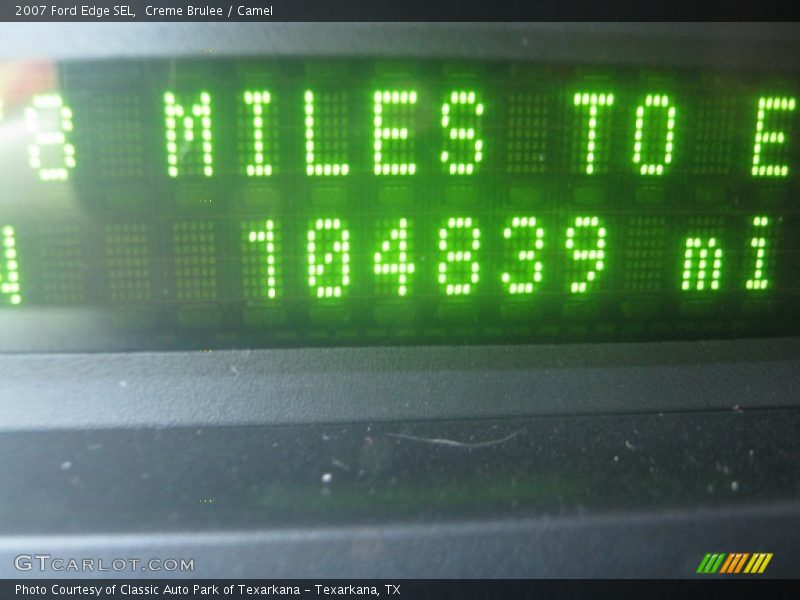 2007 Ford Edge SEL, Creme Brulee / Camel
8 MILES TO E
104839 mi
GTCARLOT.COM
Photo Courtesy of Classic Auto Park of Texarkana - Texarkana, TX